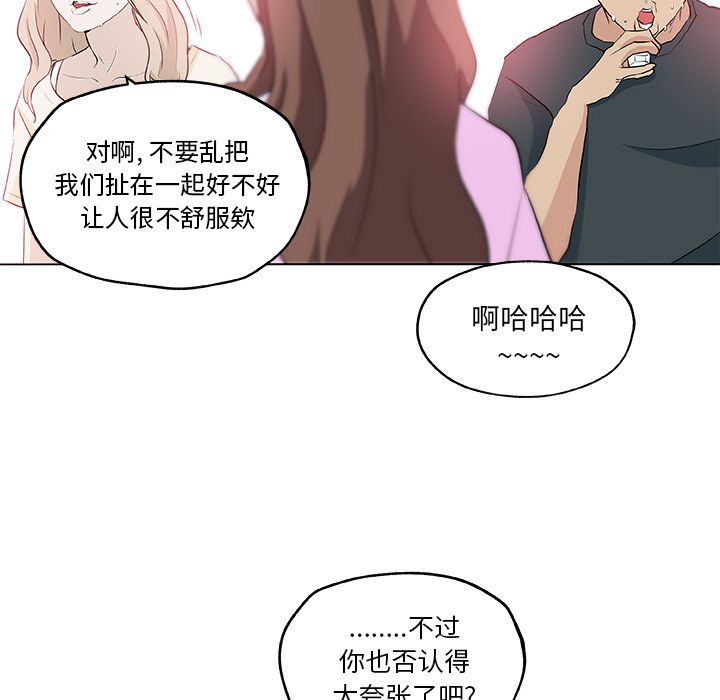 对啊, 不要乱把
我们扯在一起好不好
让人很不舒服欸
啊哈哈哈
~~~~
........不过
你也否认得
太夸张了吧?